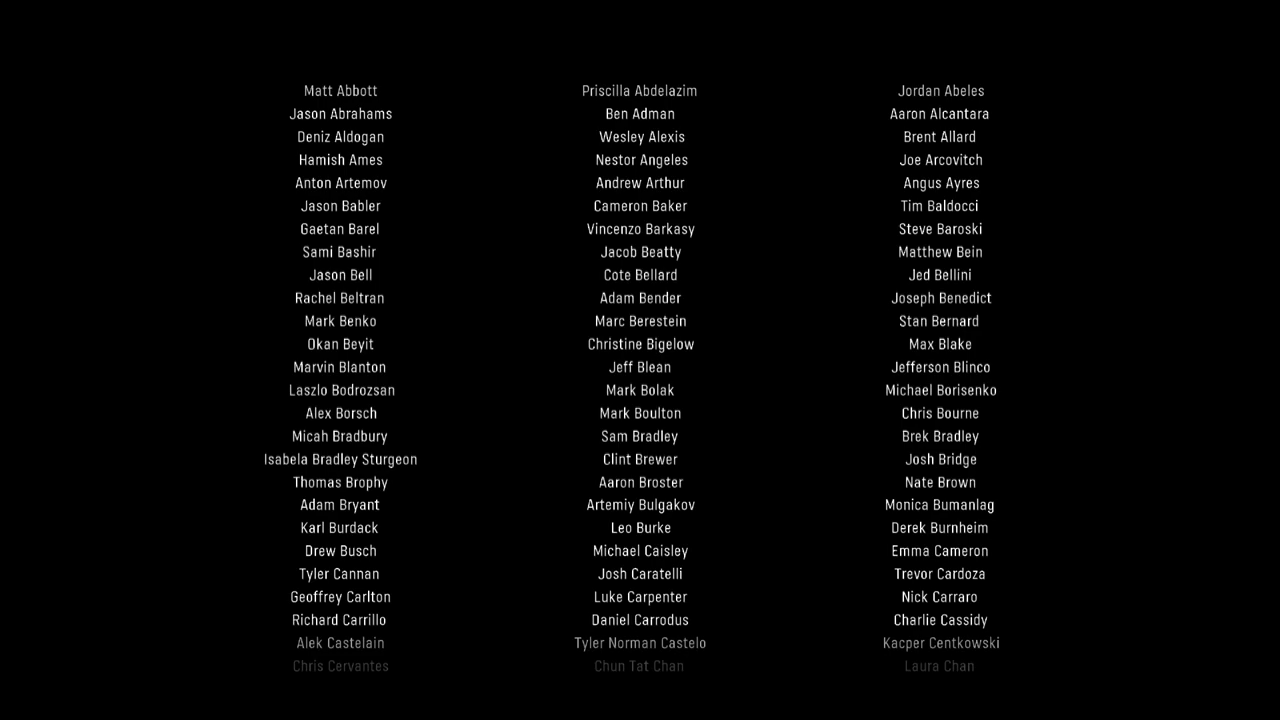 Matt Abbott Priscilla Abdelazim Jordan Abeles
Jason Abrahams Ben Adman Aaron Alcantara
Deniz Aldogan Wesley Alexis Brent Allard
Hamish Ames Nestor Angeles Joe Arcovitch
Anton Artemov Andrew Arthur Angus Ayres
Jason Babler Cameron Baker Tim Baldocci
Gaetan Barel Vincenzo Barkasy Steve Baroski
Sami Bashir Jacob Beatty Matthew Bein
Jason Bell Cote Bellard Jed Bellini
Rachel Beltran Adam Bender Joseph Benedict
Mark Benko Marc Berestein Stan Bernard
Okan Beyit Christine Bigelow Max Blake
Marvin Blanton Jeff Blean Jefferson Blinco
Laszlo Bodrozsan Mark Bolak Michael Borisenko
Alex Borsch Mark Boulton Chris Bourne
Micah Bradbury Sam Bradley Brek Bradley
Isabela Bradley Sturgeon Clint Brewer Josh Bridge
Thomas Brophy Aaron Broster Nate Brown
Adam Bryant Artemiy Bulgakov Monica Bumanlag
Karl Burdack Leo Burke Derek Burnheim
Drew Busch Michael Caisley Emma Cameron
Tyler Cannan Josh Caratelli Trevor Cardoza
Geoffrey Carlton Luke Carpenter Nick Carraro
Richard Carrillo Daniel Carrodus Charlie Cassidy
Alek Castelain Tyler Norman Castelo Kacper Centkowski
Chris Cervantes Chun Tat Chan Laura Chan